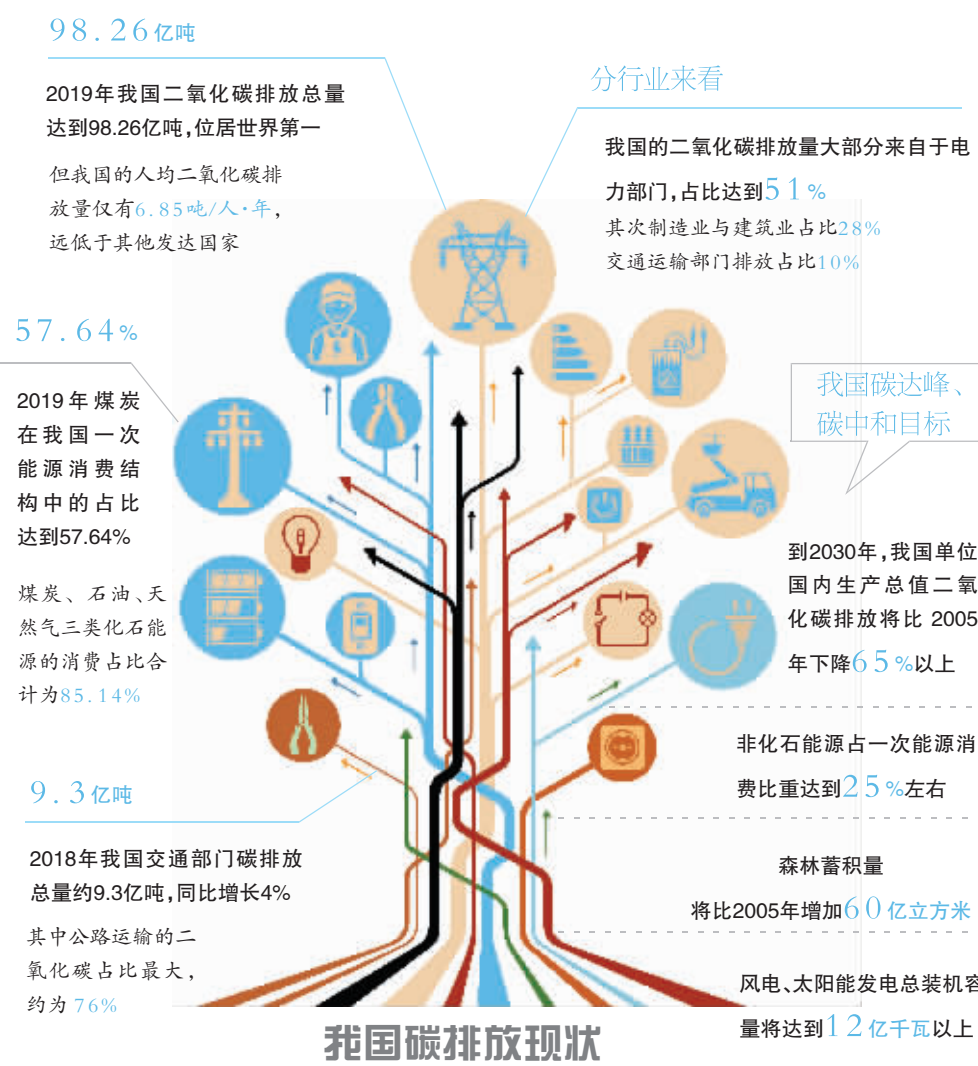 98.26亿吨
2019年我国二氧化碳排放总量
达到98.26亿吨，位居世界第一
但我国的人均二氧化碳排
放量仅有6.85吨/人·年，
远低于其他发达国家
分行业来看
我国的二氧化碳排放量大部分来自于电
力部门，占比达到51%
其次制造业与建筑业占比28%
交通运输部门排放占比10%
57.64%
2019年煤炭
在我国一次
能源消费结
构中的占比
达到57.64%
煤炭、石油、天
然气三类化石能
源的消费占比合
计为85.14%
9.3亿吨
2018年我国交通部门碳排放
总量约9.3亿吨，同比增长4%
其中公路运输的二
氧化碳占比最大，
约为76%
我国碳达峰、
碳中和目标
到2030年，我国单位
国内生产总值二氧
化碳排放将比 2005
年下降65%以上
非化石能源占一次能源消
费比重达到25%左右
森林蓄积量
将比2005年增加60亿立方米
风电、太阳能发电总装机容
量将达到12亿千瓦以上
我国碳排放现状